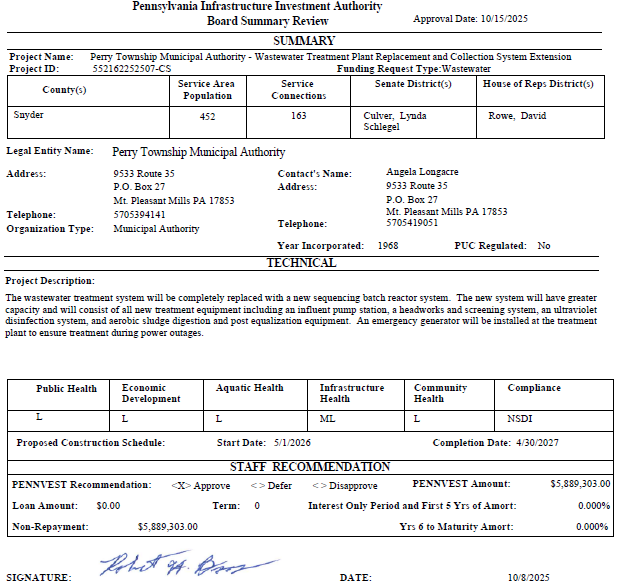 Pennsylvania Infrastructure Investment Authority
Board Summary Review
Approval Date: 10/15/2025
SUMMARY
Project Name: Perry Township Municipal Authority - Wastewater Treatment Plant Replacement and Collection System Extension
Project ID: 552162252507-CS Funding Request Type:Wastewater
County(s) Service Area Population Service Connections Senate District(s) House of Reps District(s)
Snyder 452 163 Culver, Lynda Schlegel Rowe, David
Legal Entity Name: Perry Township Municipal Authority
Address: 9533 Route 35
P.O. Box 27
Mt. Pleasant Mills PA 17853
Telephone: 5705394141
Organization Type: Municipal Authority
Contact's Name: Angela Longacre
Address: 9533 Route 35
P.O. Box 27
Mt. Pleasant Mills PA 17853
Telephone: 5705419051
Year Incorporated: 1968 PUC Regulated: No
TECHNICAL
Project Description:
The wastewater treatment system will be completely replaced with a new sequencing batch reactor system. The new system will have greater
capacity and will consist of all new treatment equipment including an influent pump station, a headworks and screening system, an ultraviolet
disinfection system, and aerobic sludge digestion and post equalization equipment. An emergency generator will be installed at the treatment
plant to ensure treatment during power outages.
Public Health Economic Development Aquatic Health Infrastructure Health Community Health Compliance
L L L ML L NSDI
Proposed Construction Schedule: Start Date: 5/1/2026 Completion Date: 4/30/2027
STAFF RECOMMENDATION
PENNVEST Recommendation: <X> Approve <> Defer <> Disapprove PENNVEST Amount: $5,889,303.00
Loan Amount: $0.00 Term: 0 Interest Only Period and First 5 Yrs of Amort: 0.000%
Non-Repayment: $5,889,303.00 Yrs 6 to Maturity Amort: 0.000%
SIGNATURE: DATE: 10/8/2025